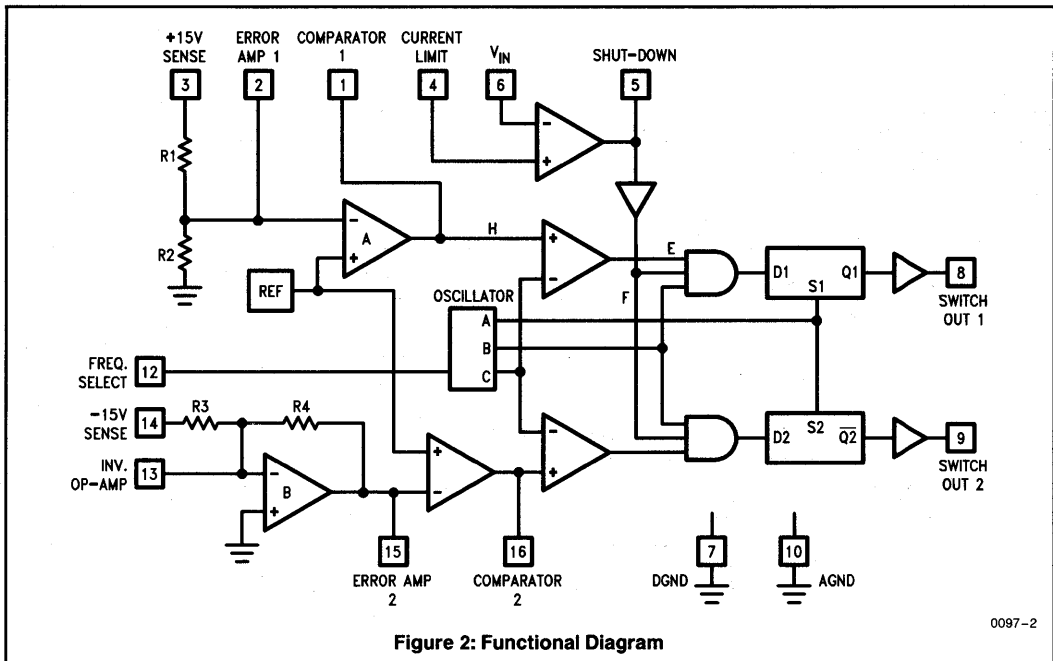 +15V
SENSE
3
ERROR
AMP 1
2
COMPARATOR
1
1
CURRENT
LIMIT
4
VIN
6
SHUT-DOWN
5
-
+
R1
R2
-
A
+
H
+
-
E
F
D1
Q1
S1
8
SWITCH
OUT 1
REF
OSCILLATOR
A
B
C
FREQ.
SELECT
12
-15V
SENSE
14
R3
R4
INV.
OP-AMP
13
-
B
+
+
-
-
+
D2
S2
Q2
9
SWITCH
OUT 2
15
ERROR AMP
2
16
COMPARATOR
2
7
DGND
10
AGND
0097-2
Figure 2: Functional Diagram